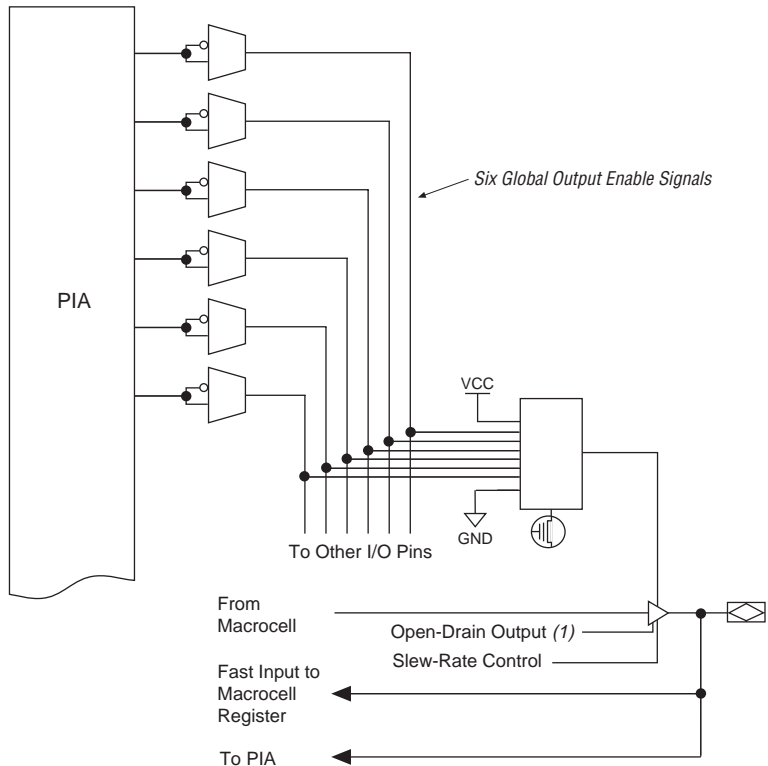 Six Global Output Enable Signals
PIA
VCC
GND
To Other I/O Pins
From
Macrocell
Open-Drain Output (1)
Slew-Rate Control
Fast Input to
Macrocell
Register
To PIA